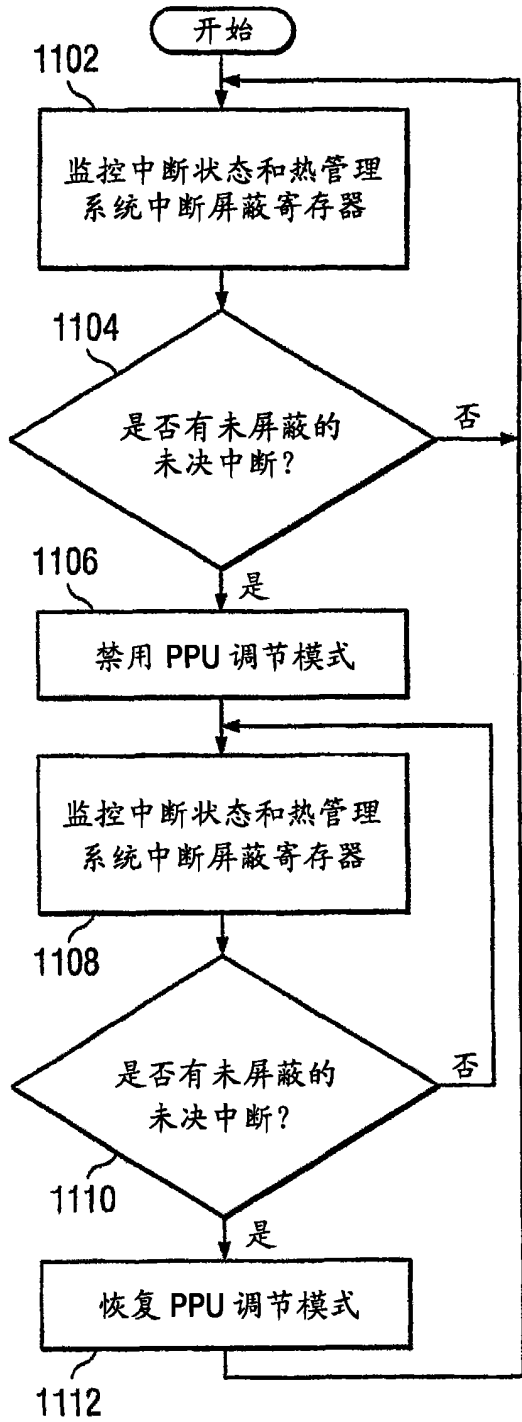 开始
1102
监控中断状态和热管理
系统中断屏蔽寄存器
1104
是否有未屏蔽的
未决中断?
否
1106
是
禁用 PPU 调节模式
监控中断状态和热管理
系统中断屏蔽寄存器
1108
是否有未屏蔽的
未决中断?
否
1110
是
恢复 PPU 调节模式
1112